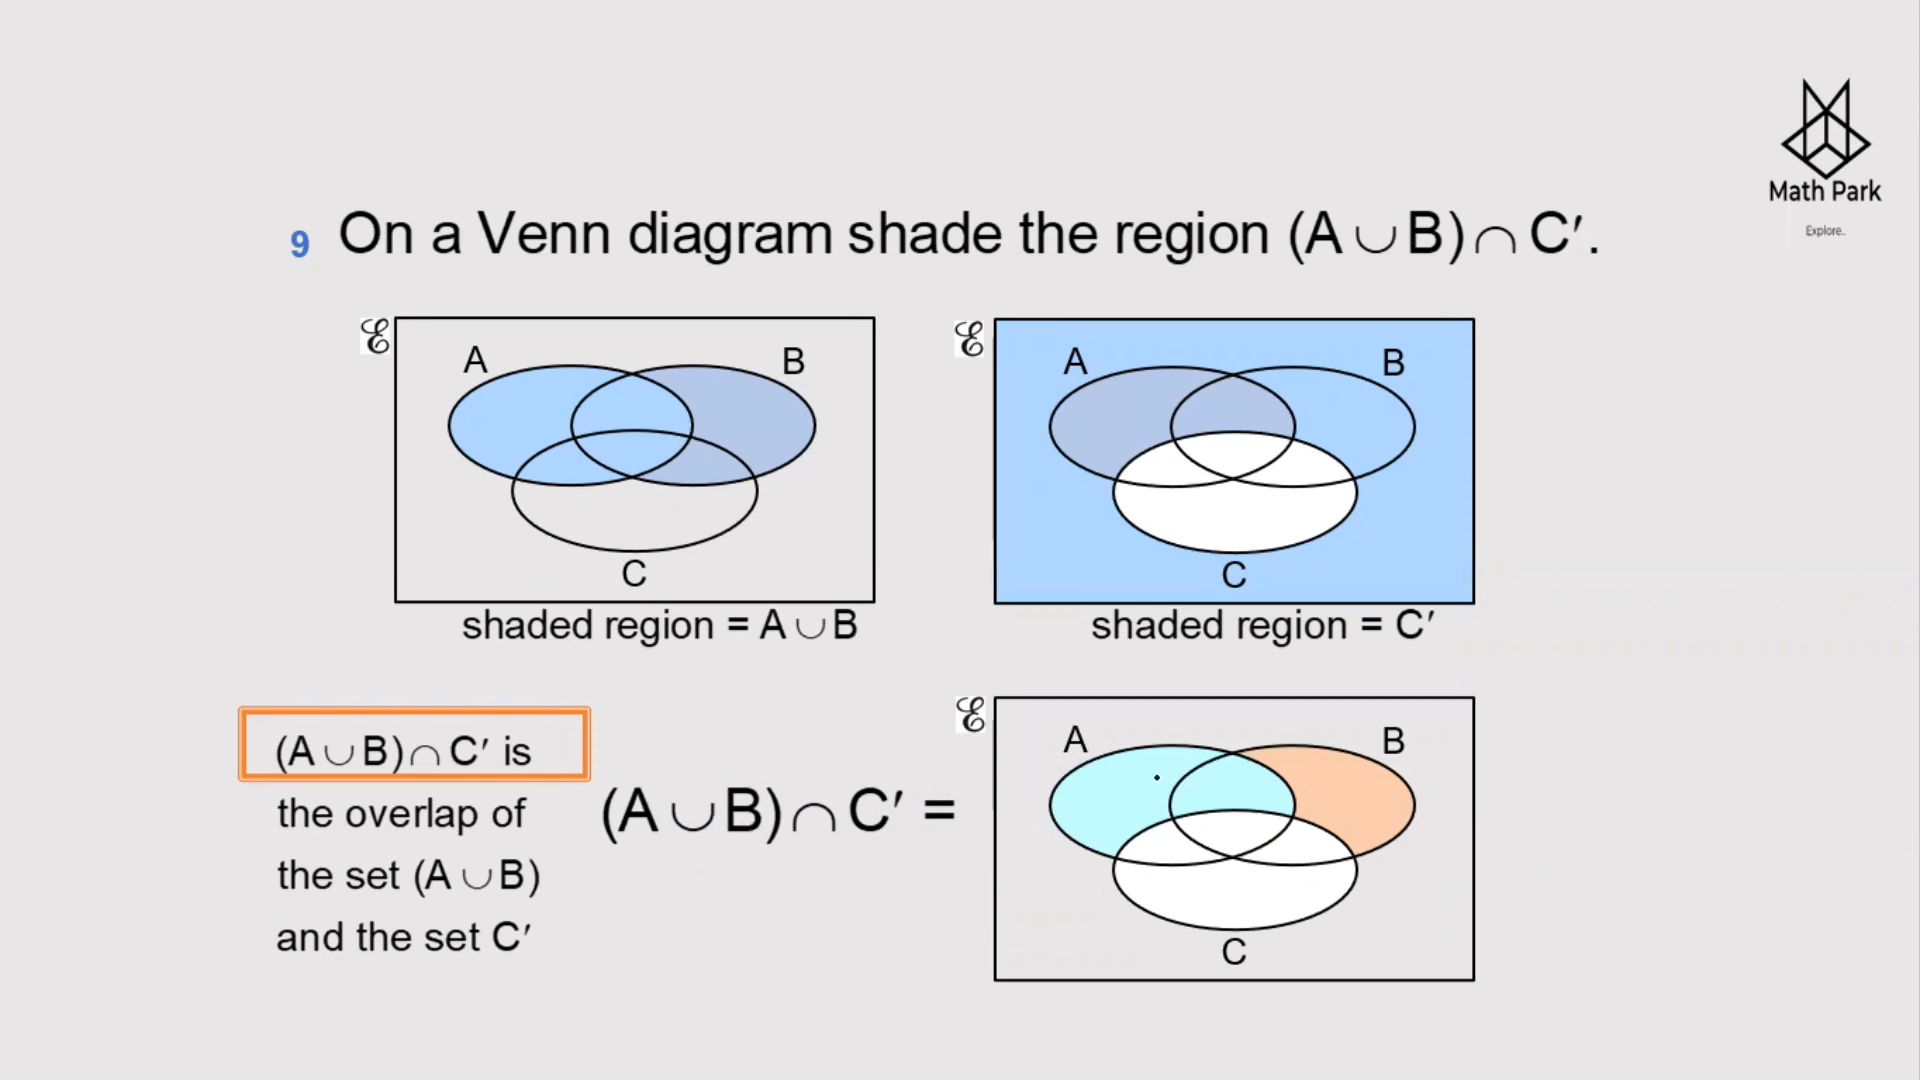 Math Park
Explore..
9 On a Venn diagram shade the region (A ∪ B) ∩ C′.
ℰ
A
B
C
shaded region = A ∪ B
ℰ
A
B
C
shaded region = C′
(A ∪ B) ∩ C′ is
the overlap of
the set (A ∪ B)
and the set C′
(A ∪ B) ∩ C′ =
ℰ
A
B
C